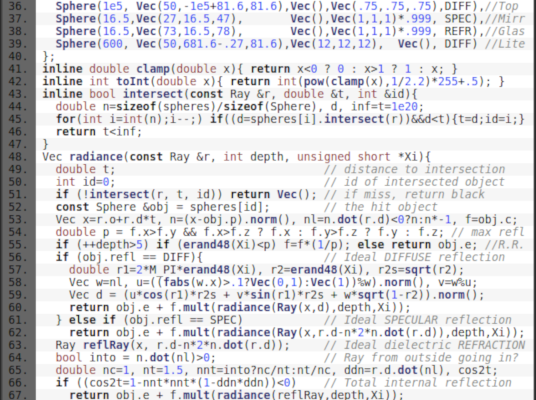 36.   Sphere(1e5, Vec(50,-1e5+81.6,81.6),Vec(),Vec(.75,.75,.75),DIFF),//Top
37.   Sphere(16.5,Vec(27,16.5,47),       Vec(),Vec(1,1,1)*.999, SPEC),//Mirr
38.   Sphere(16.5,Vec(73,16.5,78),       Vec(),Vec(1,1,1)*.999, REFR),//Glas
39.   Sphere(600, Vec(50,681.6-.27,81.6),Vec(12,12,12),  Vec(), DIFF) //Lite
40. };
41. inline double clamp(double x){ return x<0 ? 0 : x>1 ? 1 : x; }
42. inline int toInt(double x){ return int(pow(clamp(x),1/2.2)*255+.5); }
43. inline bool intersect(const Ray &r, double &t, int &id){
44.   double n=sizeof(spheres)/sizeof(Sphere), d, inf=t=1e20;
45.   for(int i=int(n);i--;) if((d=spheres[i].intersect(r))&&d<t){t=d;id=i;}
46.   return t<inf;
47. }
48. Vec radiance(const Ray &r, int depth, unsigned short *Xi){
49.   double t;                               // distance to intersection
50.   int id=0;                               // id of intersected object
51.   if (!intersect(r, t, id)) return Vec(); // if miss, return black
52.   const Sphere &obj = spheres[id];        // the hit object
53.   Vec x=r.o+r.d*t, n=(x-obj.p).norm(), nl=n.dot(r.d)<0?n:n*-1, f=obj.c;
54.   double p = f.x>f.y && f.x>f.z ? f.x : f.y>f.z ? f.y : f.z; // max refl
55.   if (++depth>5) if (erand48(Xi)<p) f=f*(1/p); else return obj.e; //R.R.
56.   if (obj.refl == DIFF){                  // Ideal DIFFUSE reflection
57.     double r1=2*M_PI*erand48(Xi), r2=erand48(Xi), r2s=sqrt(r2);
58.     Vec w=nl, u=((fabs(w.x)>.1?Vec(0,1):Vec(1))%w).norm(), v=w%u;
59.     Vec d = (u*cos(r1)*r2s + v*sin(r1)*r2s + w*sqrt(1-r2)).norm();
60.     return obj.e + f.mult(radiance(Ray(x,d),depth,Xi));
61.   } else if (obj.refl == SPEC)            // Ideal SPECULAR reflection
62.     return obj.e + f.mult(radiance(Ray(x,r.d-n*2*n.dot(r.d)),depth,Xi));
63.   Ray reflRay(x, r.d-n*2*n.dot(r.d));     // Ideal dielectric REFRACTION
64.   bool into = n.dot(nl)>0;                // Ray from outside going in?
65.   double nc=1, nt=1.5, nnt=into?nc/nt:nt/nc, ddn=r.d.dot(nl), cos2t;
66.   if ((cos2t=1-nnt*nnt*(1-ddn*ddn))<0)    // Total internal reflection
67.     return obj.e + f.mult(radiance(reflRay,depth,Xi));